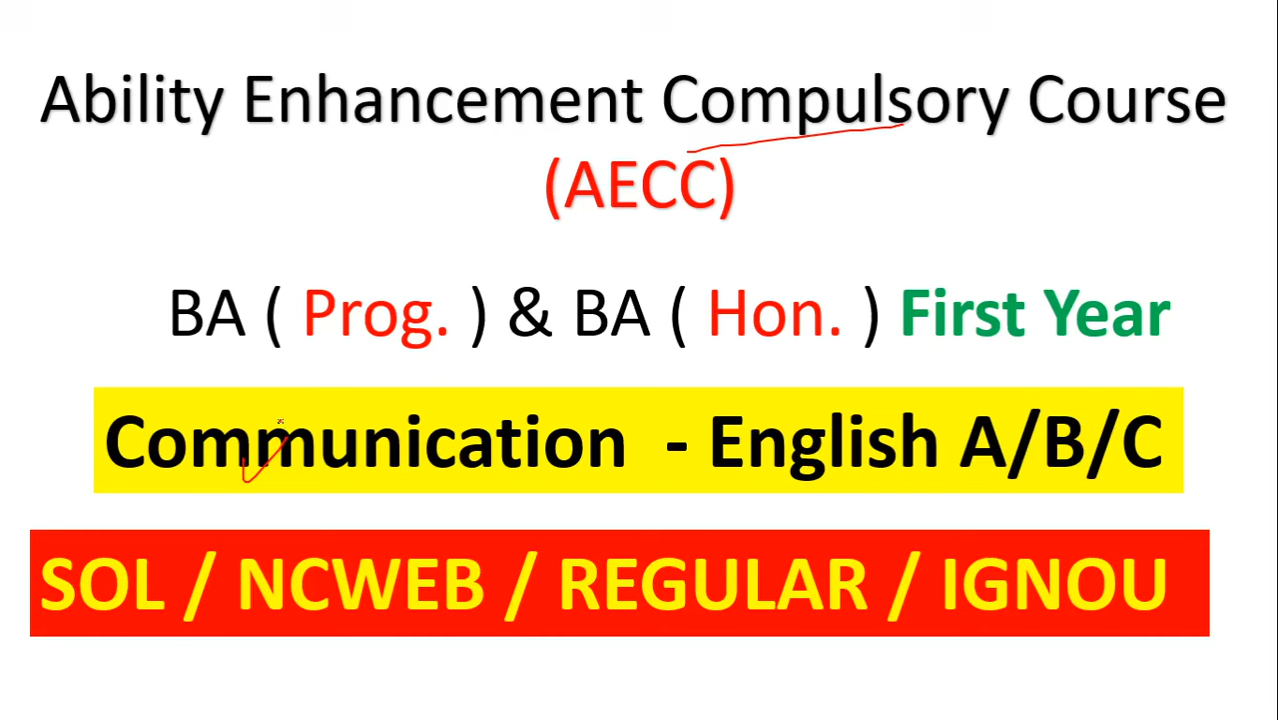 Ability Enhancement Compulsory Course
(AECC)
BA ( Prog. ) & BA ( Hon. ) First Year
Communication - English A/B/C
SOL / NCWEB / REGULAR / IGNOU